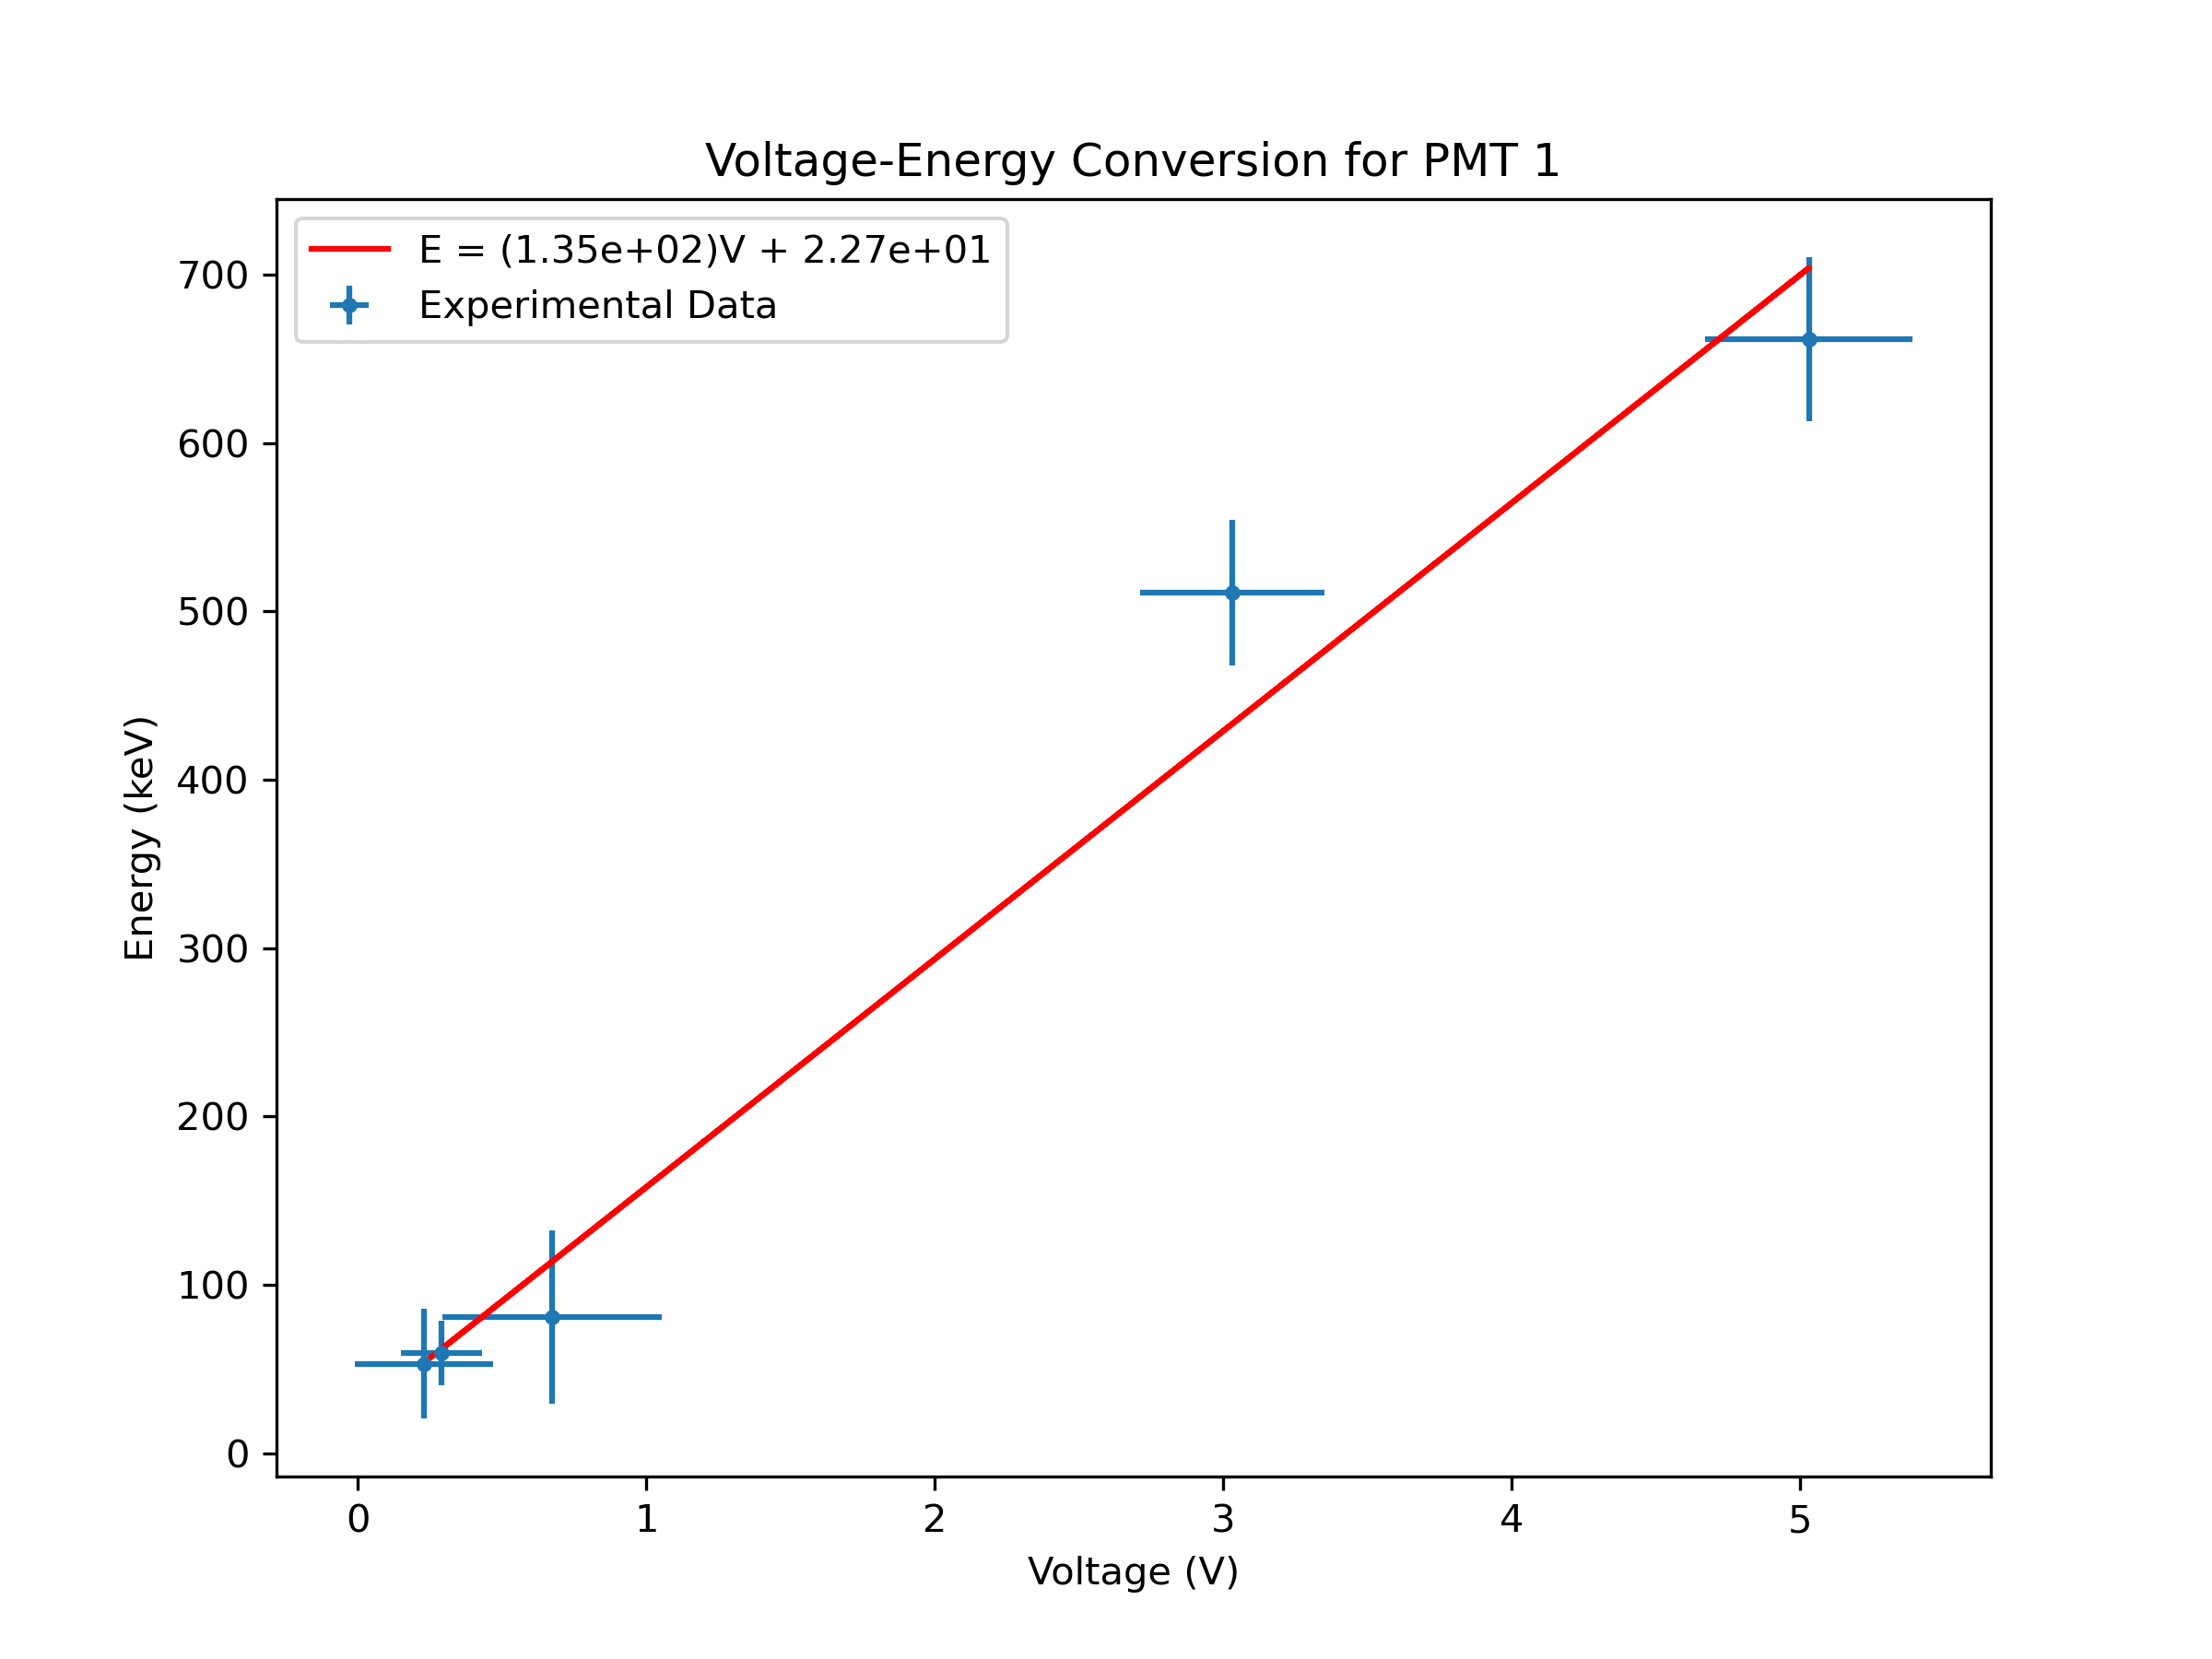 Voltage-Energy Conversion for PMT 1
E = (1.35e+02)V + 2.27e+01
Experimental Data
700
600
500
400
300
200
100
0
Energy (keV)
0 1 2 3 4 5
Voltage (V)